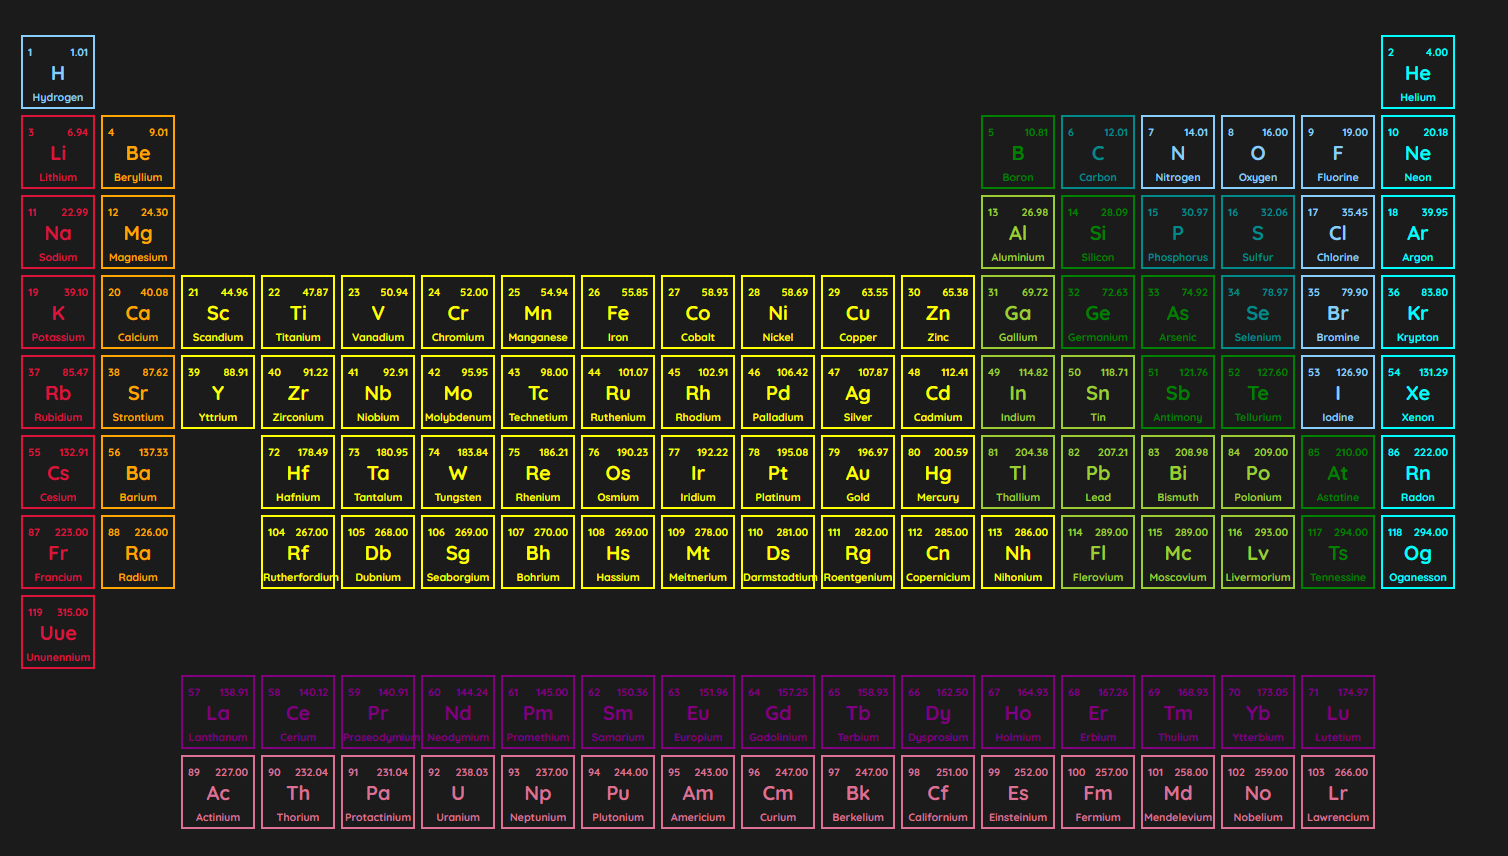 1 1.01 2 4.00
H He
Hydrogen Helium
3 6.94 4 9.01 5 10.81 6 12.01 7 14.01 8 16.00 9 19.00 10 20.18
Li Be B C N O F Ne
Lithium Beryllium Boron Carbon Nitrogen Oxygen Fluorine Neon
11 22.99 12 24.30 13 26.98 14 28.09 15 30.97 16 32.06 17 35.45 18 39.95
Na Mg Al Si P S Cl Ar
Sodium Magnesium Aluminium Silicon Phosphorus Sulfur Chlorine Argon
19 39.10 20 40.08 21 44.96 22 47.87 23 50.94 24 52.00 25 54.94 26 55.85 27 58.93 28 58.69 29 63.55 30 65.38 31 69.72 32 72.63 33 74.92 34 78.97 35 79.90 36 83.80
K Ca Sc Ti V Cr Mn Fe Co Ni Cu Zn Ga Ge As Se Br Kr
Potassium Calcium Scandium Titanium Vanadium Chromium Manganese Iron Cobalt Nickel Copper Zinc Gallium Germanium Arsenic Selenium Bromine Krypton
37 85.47 38 87.62 39 88.91 40 91.22 41 92.91 42 95.95 43 98.00 44 101.07 45 102.91 46 106.42 47 107.87 48 112.41 49 114.82 50 118.71 51 121.76 52 127.60 53 126.90 54 131.29
Rb Sr Y Zr Nb Mo Tc Ru Rh Pd Ag Cd In Sn Sb Te I Xe
Rubidium Strontium Yttrium Zirconium Niobium Molybdenum Technetium Ruthenium Rhodium Palladium Silver Cadmium Indium Tin Antimony Tellurium Iodine Xenon
55 132.91 56 137.33 72 178.49 73 180.95 74 183.84 75 186.21 76 190.23 77 192.22 78 195.08 79 196.97 80 200.59 81 204.38 82 207.21 83 208.98 84 209.00 85 210.00 86 222.00
Cs Ba Hf Ta W Re Os Ir Pt Au Hg Tl Pb Bi Po At Rn
Cesium Barium Hafnium Tantalum Tungsten Rhenium Osmium Iridium Platinum Gold Mercury Thallium Lead Bismuth Polonium Astatine Radon
87 223.00 88 226.00 104 267.00 105 268.00 106 269.00 107 270.00 108 269.00 109 278.00 110 281.00 111 282.00 112 285.00 113 286.00 114 289.00 115 289.00 116 293.00 117 294.00 118 294.00
Fr Ra Rf Db Sg Bh Hs Mt Ds Rg Cn Nh Fl Mc Lv Ts Og
Francium Radium Rutherfordium Dubnium Seaborgium Bohrium Hassium Meitnerium Darmstadtium Roentgenium Copernicium Nihonium Flerovium Moscovium Livermorium Tennessine Oganesson
119 315.00
Uue
Ununennium
57 138.91 58 140.12 59 140.91 60 144.24 61 145.00 62 150.36 63 151.96 64 157.25 65 158.93 66 162.50 67 164.93 68 167.26 69 168.93 70 173.05 71 174.97
La Ce Pr Nd Pm Sm Eu Gd Tb Dy Ho Er Tm Yb Lu
Lanthanum Cerium Praseodymium Neodymium Promethium Samarium Europium Gadolinium Terbium Dysprosium Holmium Erbium Thulium Ytterbium Lutetium
89 227.00 90 232.04 91 231.04 92 238.03 93 237.00 94 244.00 95 243.00 96 247.00 97 247.00 98 251.00 99 252.00 100 257.00 101 258.00 102 259.00 103 266.00
Ac Th Pa U Np Pu Am Cm Bk Cf Es Fm Md No Lr
Actinium Thorium Protactinium Uranium Neptunium Plutonium Americium Curium Berkelium Californium Einsteinium Fermium Mendelevium Nobelium Lawrencium